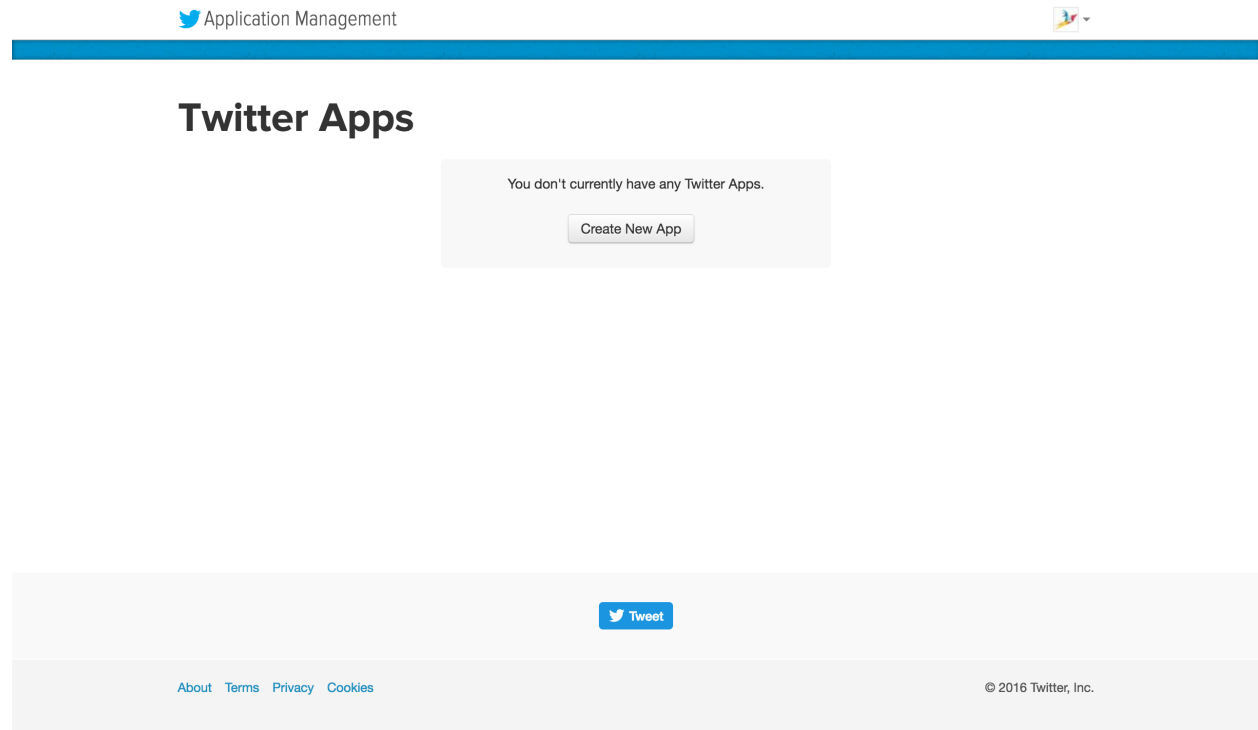 Application Management
Twitter Apps
You don't currently have any Twitter Apps.
Create New App
Tweet
About Terms Privacy Cookies © 2016 Twitter, Inc.